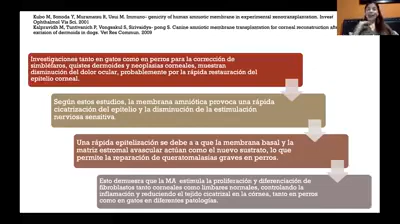 Kubo M, Sonoda Y, Muramatsu R, Usui M. Immuno- genicity of human amniotic membrane in experimental xenotransplantation. Invest
Ophthalmol Vis Sci. 2001
Kalpravidh M, Tuntivanich P, Vongsakul S, Sirivaidya- pong S. Canine amniotic membrane transplantation for corneal reconstruction after
excision of dermoids in dogs. Vet Res Commun. 2009
Investigaciones tanto en gatos como en perros para la corrección de
simbléfaros, quistes dermoides y neoplasias corneales, muestran
disminución del dolor ocular, probablemente por la rápida restauración del
epitelio corneal.
Según estos estudios, la membrana amniótica provoca una rápida
cicatrización del epitelio y la disminución de la estimulación
nerviosa sensitiva.
Una rápida epitelización se debe a a que la membrana basal y la
matriz estromal avascular actúan como el nuevo sustrato, lo que
permite la reparación de queratomalasias graves en perros.
Esto demuesra que la MA estimula la proliferación y diferenciación de
fibroblastos tanto corneales como limbares normales, controlando la
inflamación y reduciendo el tejido cicatrizal en la córnea, tanto en perros
como en gatos en diferentes patologías.